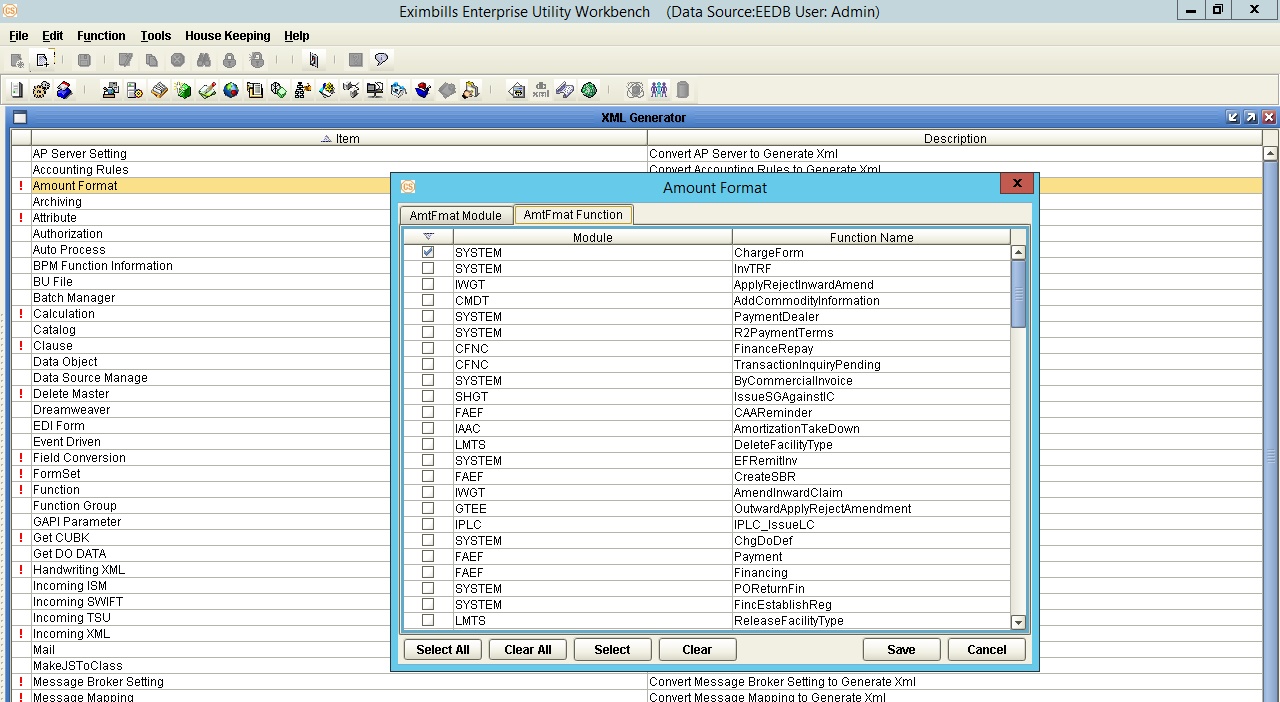 Eximbills Enterprise Utility Workbench (Data Source:EEDB User: Admin)
File Edit Function Tools House Keeping Help
XML Generator
Item Description
AP Server Setting Convert AP Server to Generate Xml
Accounting Rules Convert Accounting Rules to Generate Xml
! Amount Format
Archiving
! Attribute
Authorization
Auto Process
BPM Function Information
BU File
Batch Manager
! Calculation
Catalog
! Clause
Data Object
Data Source Manage
! Delete Master
Dreamweaver
EDI Form
Event Driven
! Field Conversion
! FormSet
! Function
Function Group
GAPI Parameter
! Get CUBK
Get DO DATA
! Handwriting XML
Incoming ISM
Incoming SWIFT
Incoming TSU
! Incoming XML
Mail
MakeJSToClass
! Message Broker Setting Convert Message Broker Setting to Generate Xml
! Message Mapping Convert Message Mapping to Generate Xml
Amount Format
AmtFmat Module AmtFmat Function
Module Function Name
SYSTEM ChargeForm
SYSTEM InvTRF
IWGT ApplyRejectInwardAmend
CMDT AddCommodityInformation
SYSTEM PaymentDealer
SYSTEM R2PaymentTerms
CFNC FinanceRepay
CFNC TransactionInquiryPending
SYSTEM ByCommercialInvoice
SHGT IssueSGAgainstIC
FAEF CAAReminder
IAAC AmortizationTakeDown
LMTS DeleteFacilityType
SYSTEM EFRemitInv
FAEF CreateSBR
IWGT AmendInwardClaim
GTEE OutwardApplyRejectAmendment
IPLC IPLC_IssueLC
SYSTEM ChgDoDef
FAEF Payment
FAEF Financing
SYSTEM POReturnFin
SYSTEM FincEstablishReg
LMTS ReleaseFacilityType
Select All Clear All Select Clear Save Cancel